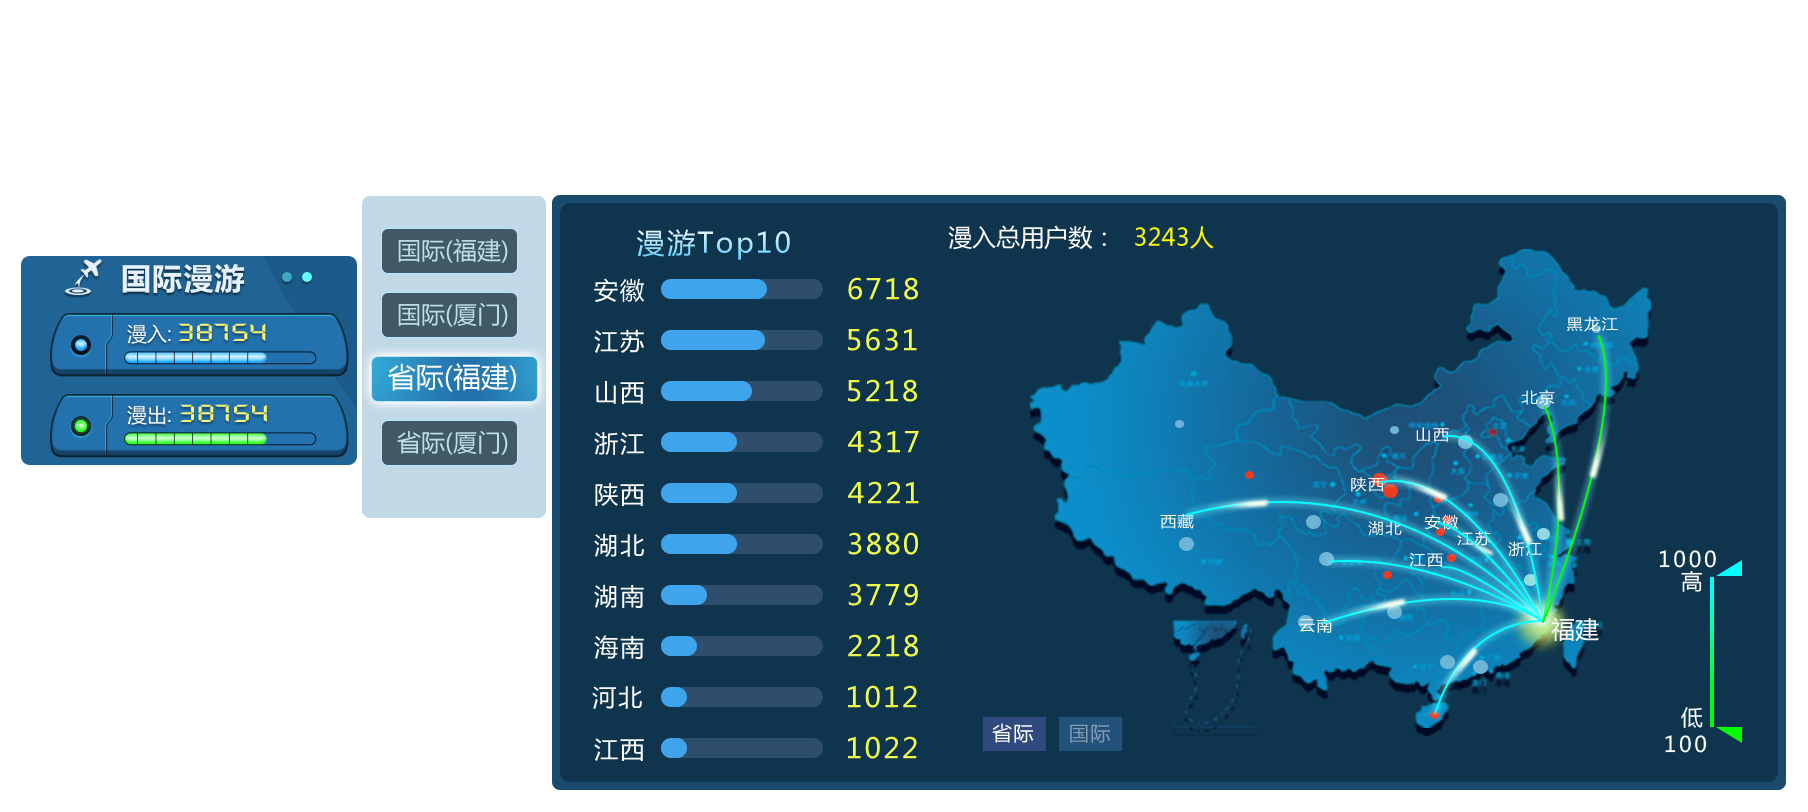 国际漫游
漫入: 38754
漫出: 38754
国际(福建)
国际(厦门)
省际(福建)
省际(厦门)
漫游Top10
安徽 6718
江苏 5631
山西 5218
浙江 4317
陕西 4221
湖北 3880
湖南 3779
海南 2218
河北 1012
江西 1022
漫入总用户数： 3243人
黑龙江
北京
山西
陕西
西藏
湖北
安徽
江苏
浙江
江西
云南
福建
省际
国际
1000
高
低
100